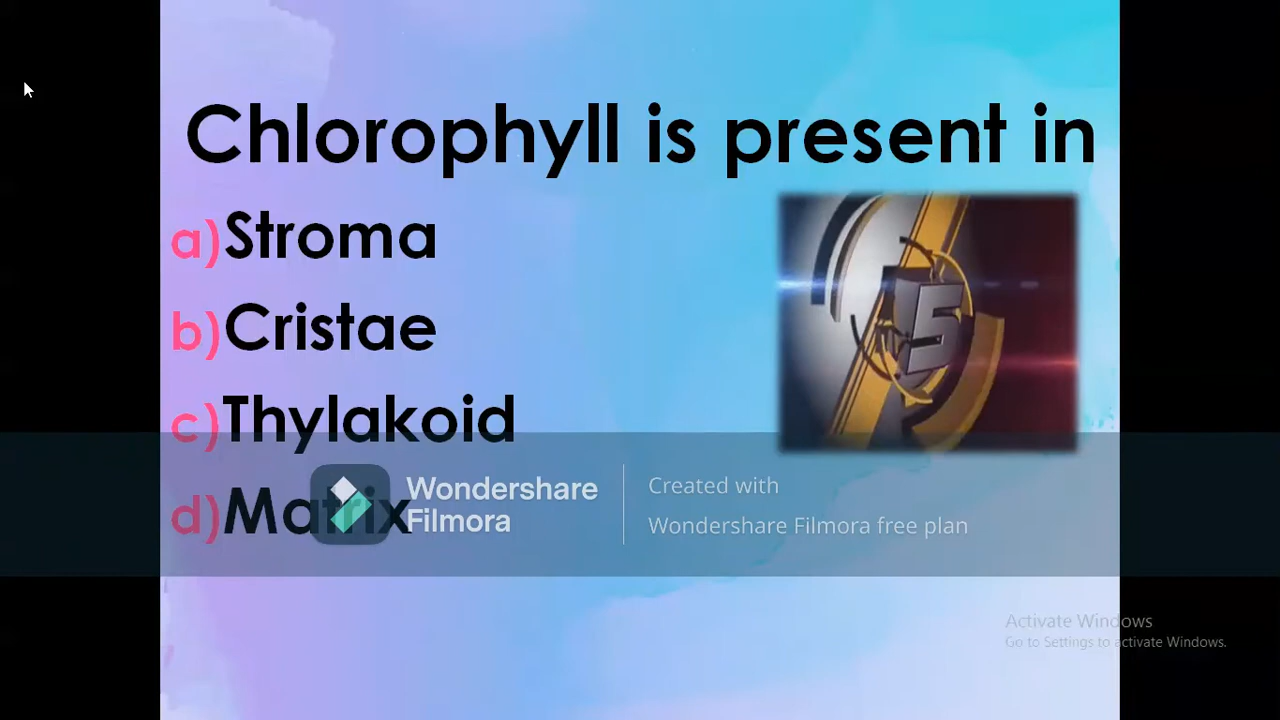 Chlorophyll is present in
a)Stroma
b)Cristae
c)Thylakoid
d)Matrix
5
Wondershare
Filmora
Created with
Wondershare Filmora free plan
Activate Windows
Go to Settings to activate Windows.